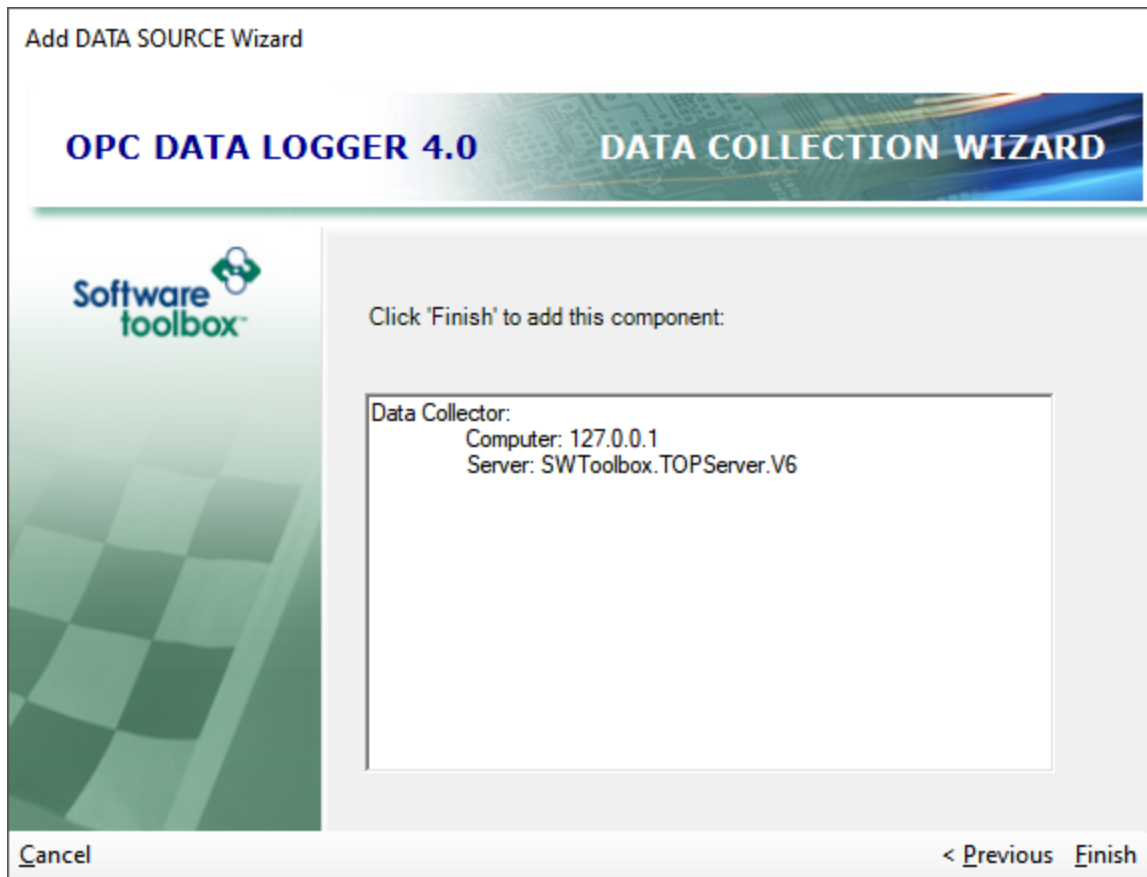 Add DATA SOURCE Wizard
OPC DATA LOGGER 4.0 DATA COLLECTION WIZARD
Software
toolbox™
Click 'Finish' to add this component:
Data Collector:
Computer: 127.0.0.1
Server: SWToolbox.TOPServer.V6
Cancel < Previous Finish